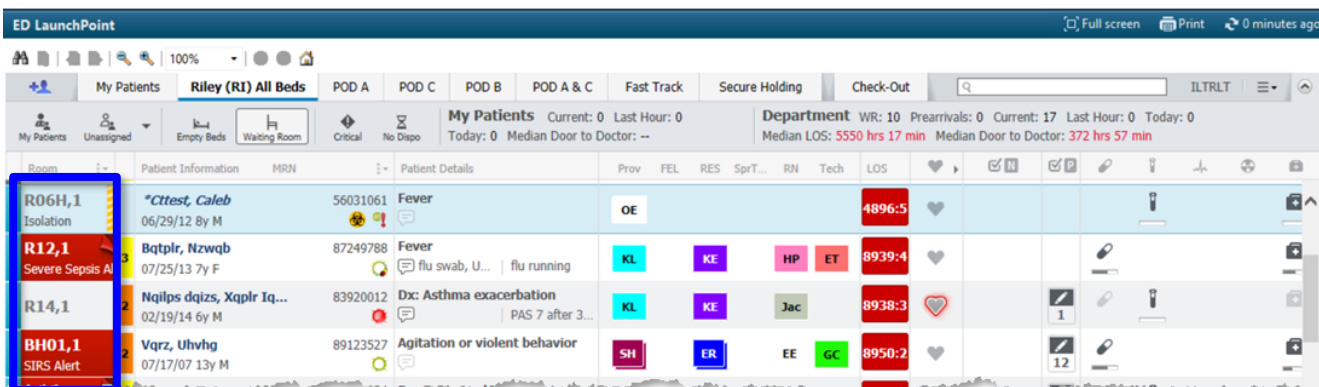 ED LaunchPoint Full screen Print 0 minutes ago
100%
My Patients Riley (RI) All Beds POD A POD C POD B POD A & C Fast Track Secure Holding Check-Out ILTRLT
My Patients Unassigned Empty Beds Waiting Room Critical No Dispo
My Patients Current: 0 Last Hour: 0
Today: 0 Median Door to Doctor: --
Department WR: 10 Prearrivals: 0 Current: 17 Last Hour: 0 Today: 0
Median LOS: 5550 hrs 17 min Median Door to Doctor: 372 hrs 57 min
Room Patient Information MRN Patient Details Prov FEL RES SprT... RN Tech LOS N P
R06H,1 *Cttest, Caleb 56031061 Fever OE 4896:5
Isolation 06/29/12 8y M
R12,1 3 Bqtplr, Nzwqb 87249788 Fever KL KE HP ET 8939:4
Severe Sepsis Al 07/25/13 7y F flu swab, U... | flu running
R14,1 2 Nqilps dqizs, Xqplr Iq... 83920012 Dx: Asthma exacerbation KL KE Jac 8938:3 1
02/19/14 6y M PAS 7 after 3...
BH01,1 2 Vqrz, Uhvhg 89123527 Agitation or violent behavior SH ER EE GC 8950:2 12
SIRS Alert 07/17/07 13y M